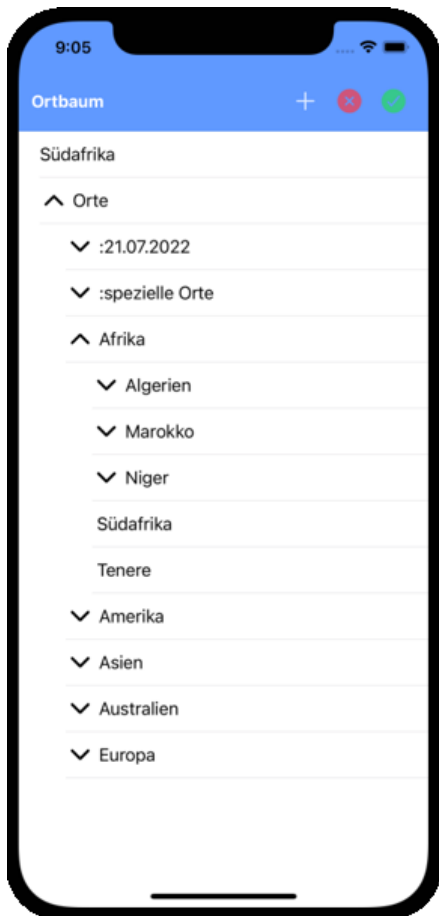 9:05
Ortbaum
Südafrika
Orte
:21.07.2022
:spezielle Orte
Afrika
Algerien
Marokko
Niger
Südafrika
Tenere
Amerika
Asien
Australien
Europa